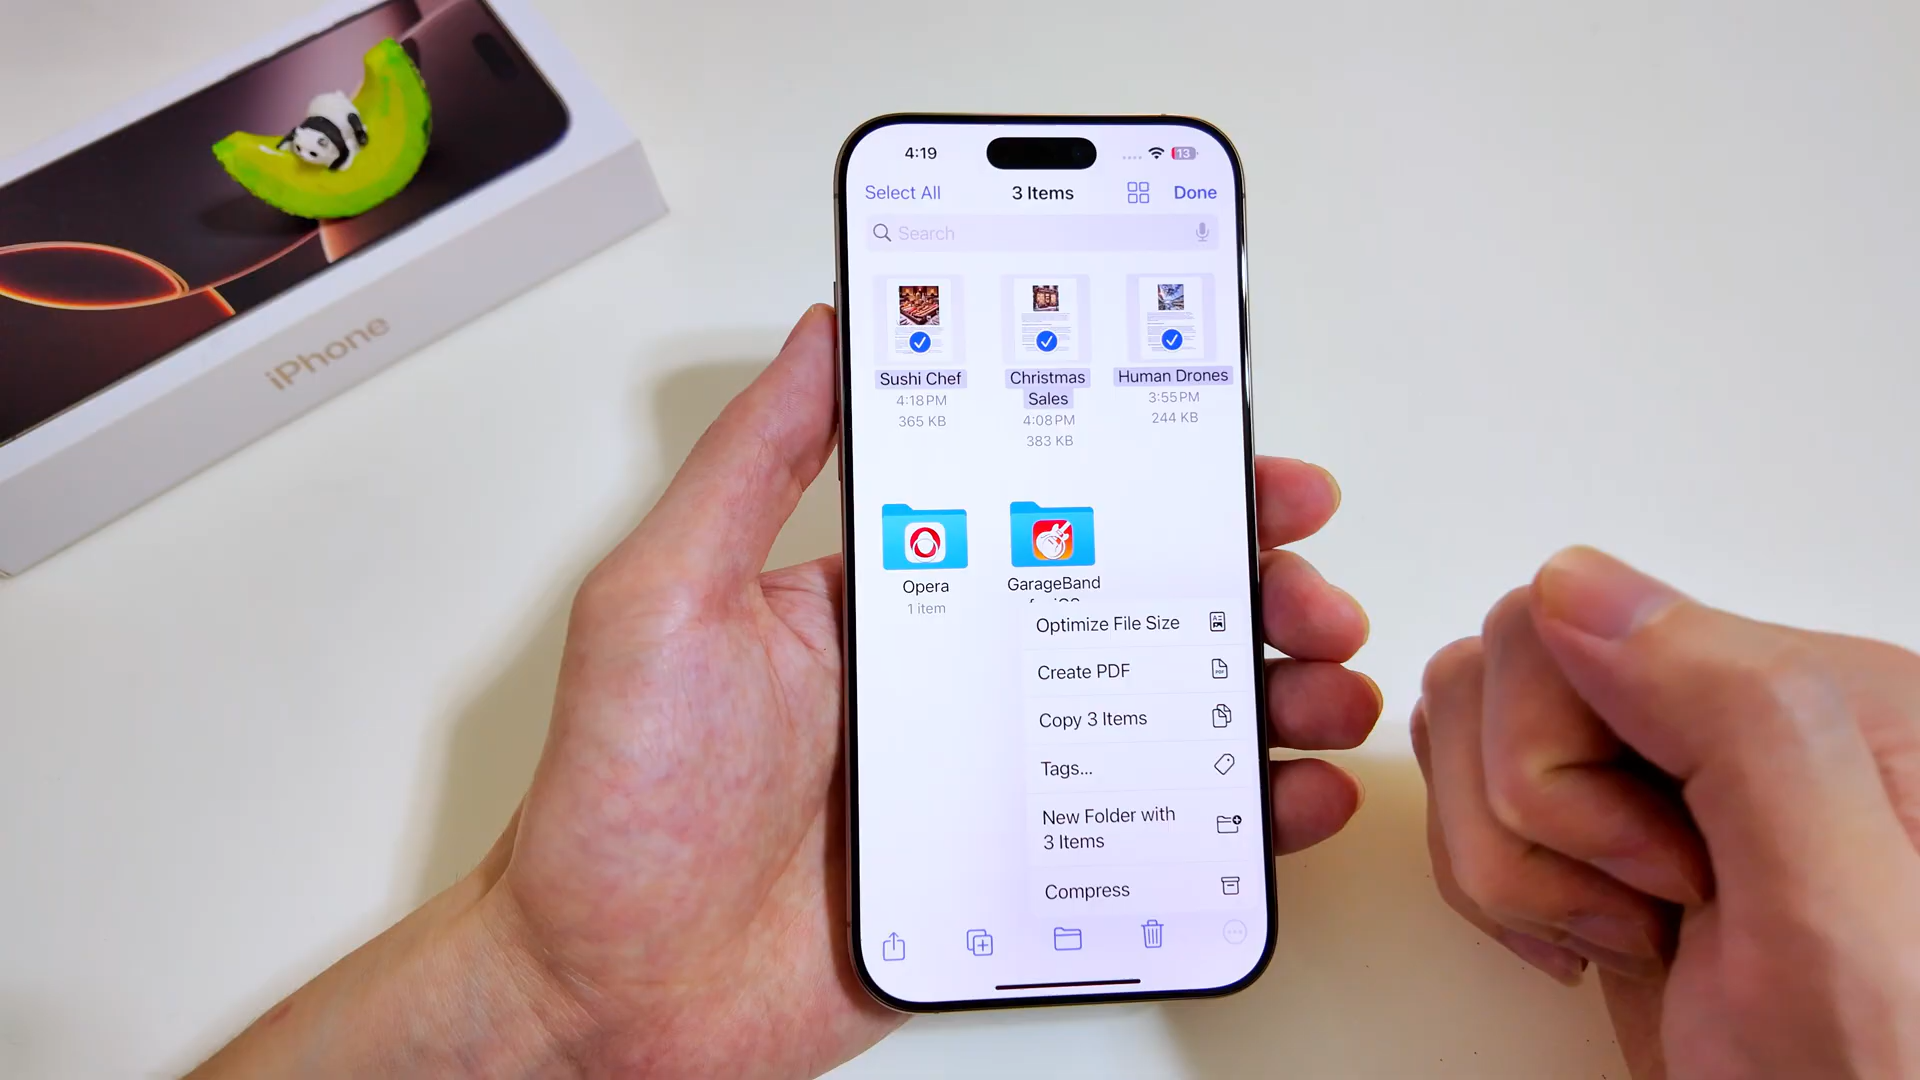 iPhone
4:19
13
Select All
3 Items
Done
Search
Sushi Chef
4:18 PM
365 KB
Christmas
Sales
4:08 PM
383 KB
Human Drones
3:55 PM
244 KB
Opera
1 item
GarageBand
Optimize File Size
Create PDF
Copy 3 Items
Tags...
New Folder with
3 Items
Compress